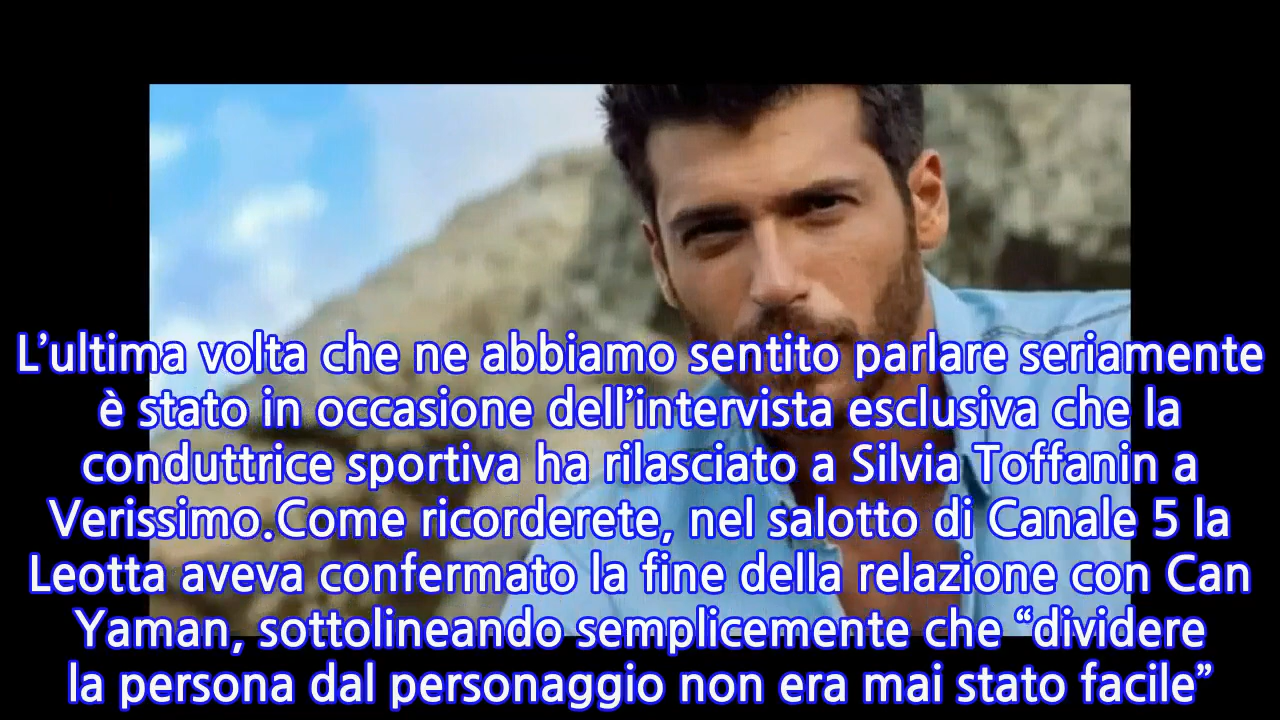 L’ultima volta che ne abbiamo sentito parlare seriamente
è stato in occasione dell’intervista esclusiva che la
conduttrice sportiva ha rilasciato a Silvia Toffanin a
Verissimo.Come ricorderete, nel salotto di Canale 5 la
Leotta aveva confermato la fine della relazione con Can
Yaman, sottolineando semplicemente che “dividere
la persona dal personaggio non era mai stato facile”